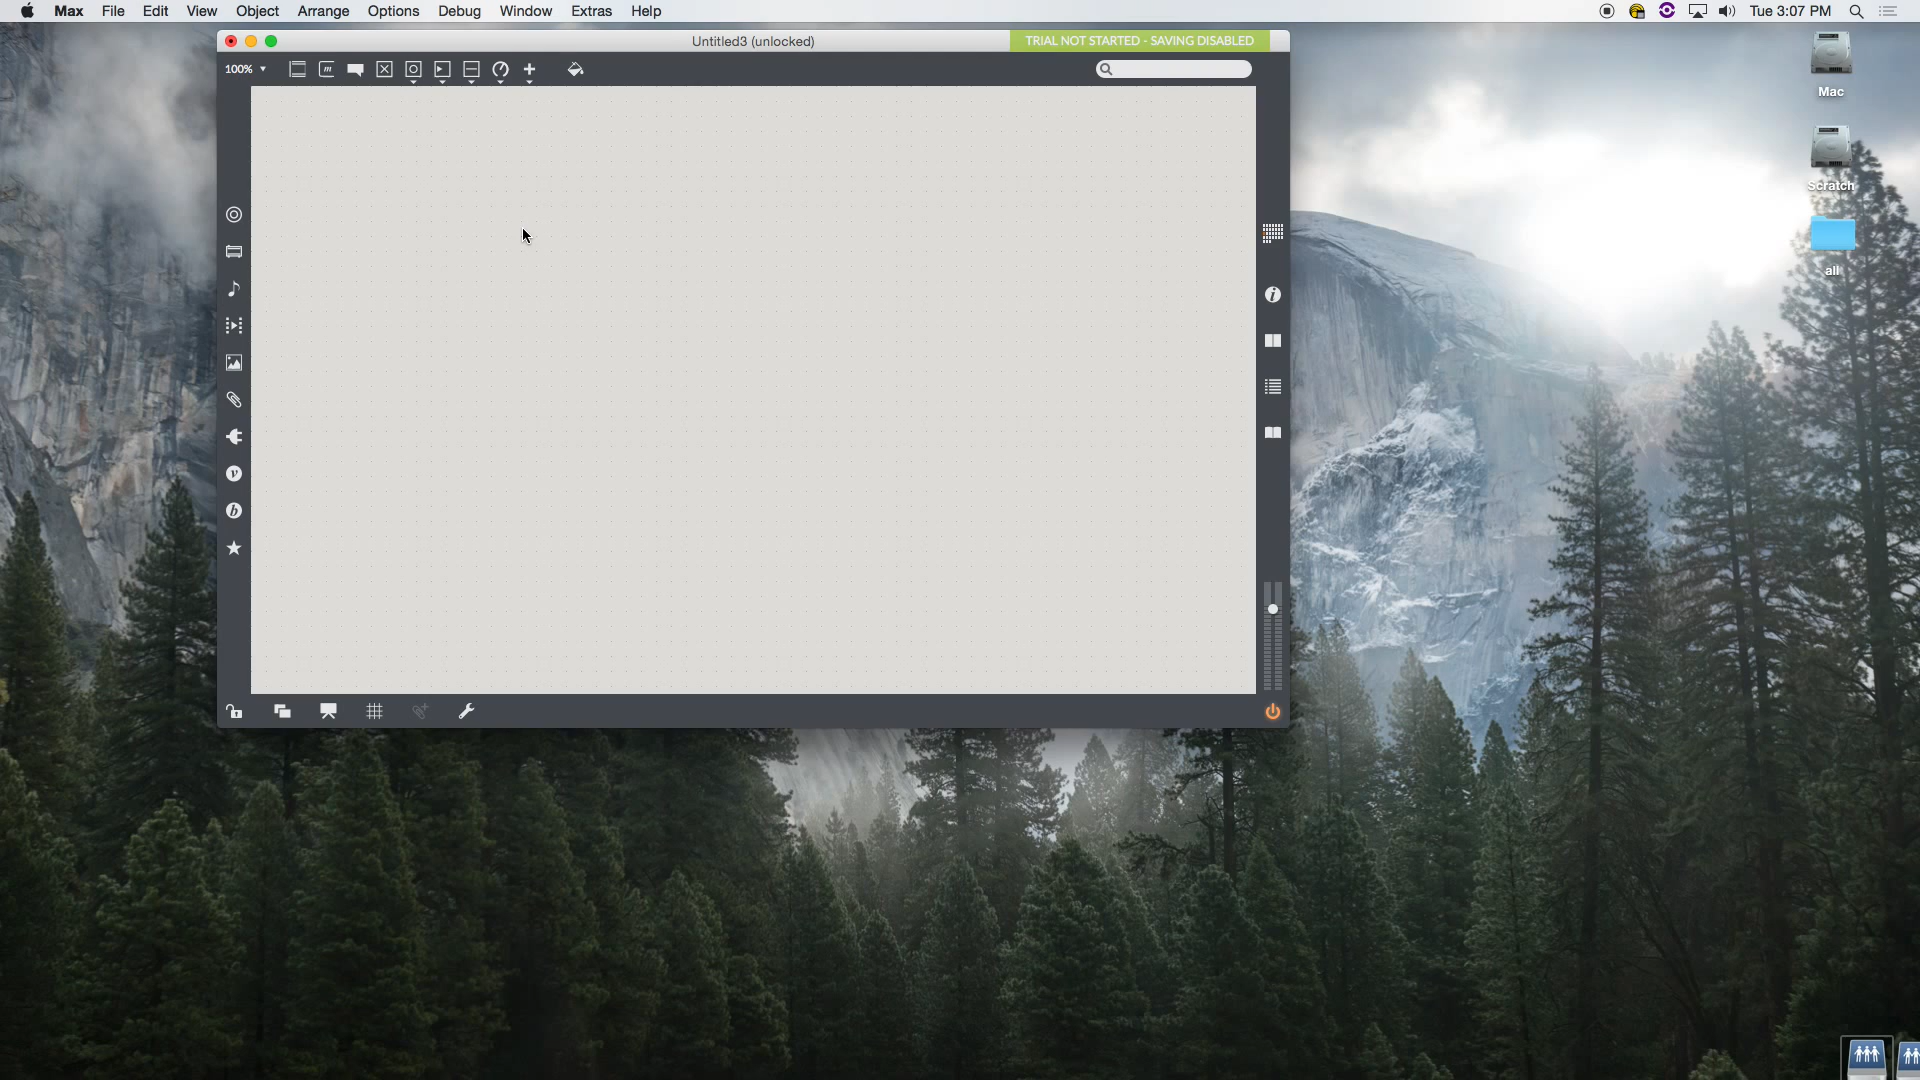 Max File Edit View Object Arrange Options Debug Window Extras Help Tue 3:07 PM
Untitled3 (unlocked) TRIAL NOT STARTED - SAVING DISABLED
100%
m
i
v
b
Mac
Scratch
all